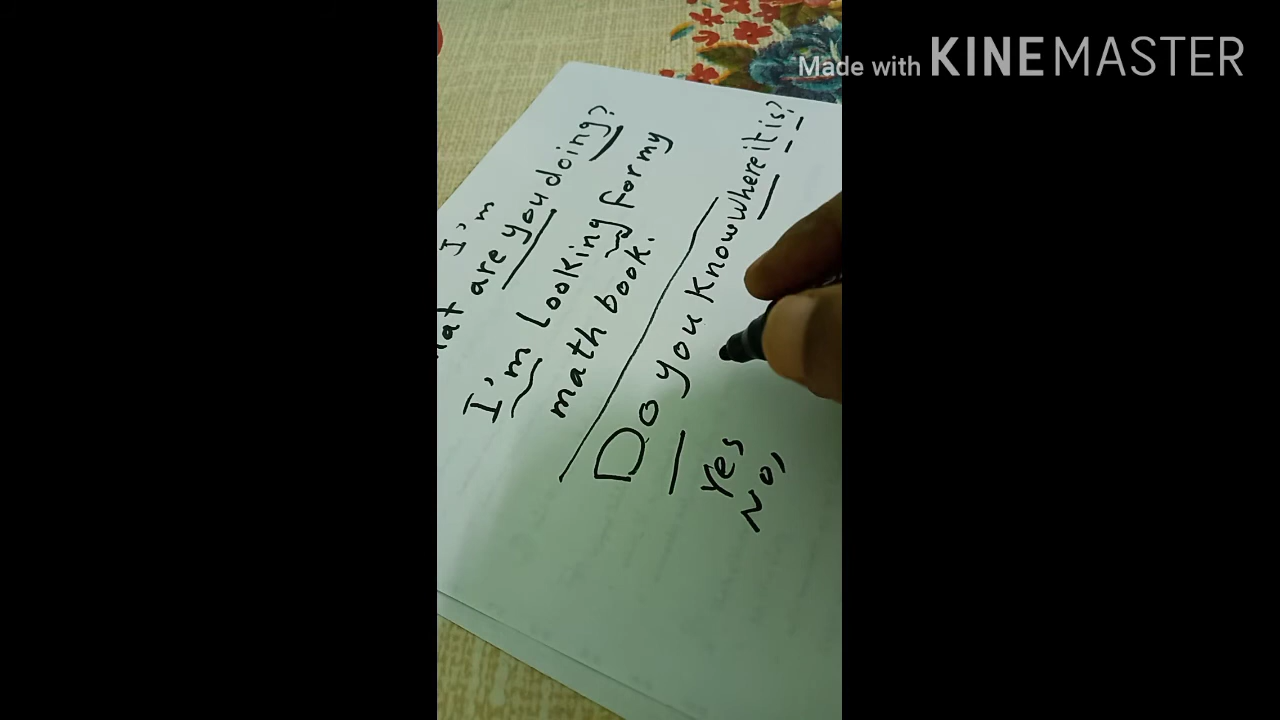 Made with KINEMASTER
I'm
are you doing?
I'm looking for my
math book.
Do you know where it is?
Yes
No,